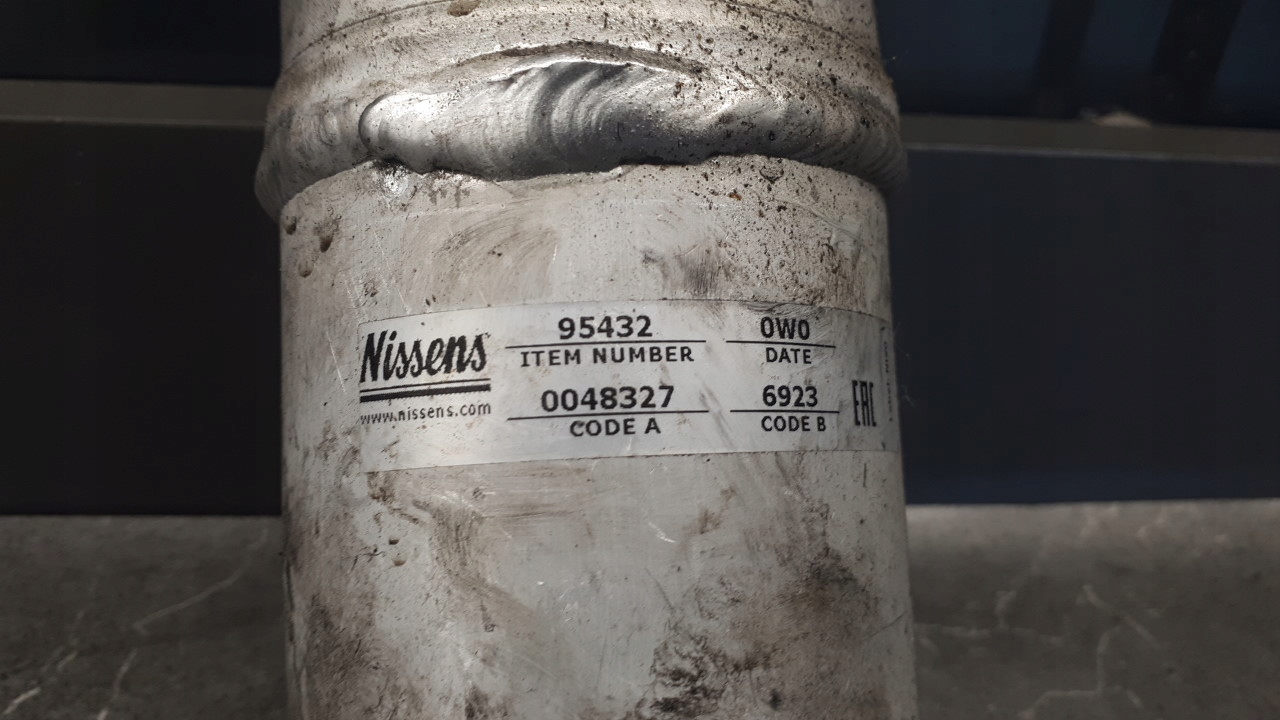 Nissens
www.nissens.com
95432
ITEM NUMBER
0W0
DATE
0048327
CODE A
6923
CODE B
EAC